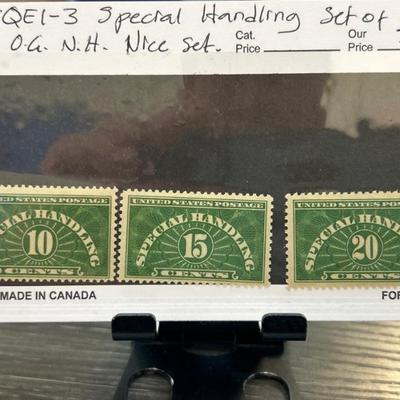 QE1-3 Special Handling Set of
O.G. N.H. Nice Set. Cat. Price Our Price
UNITED STATES POSTAGE
SPECIAL HANDLING
10
CENTS
UNITED STATES POSTAGE
SPECIAL HANDLING
15
CENTS
UNITED STATES POSTAGE
SPECIAL HANDLING
20
CENTS
MADE IN CANADA
FO